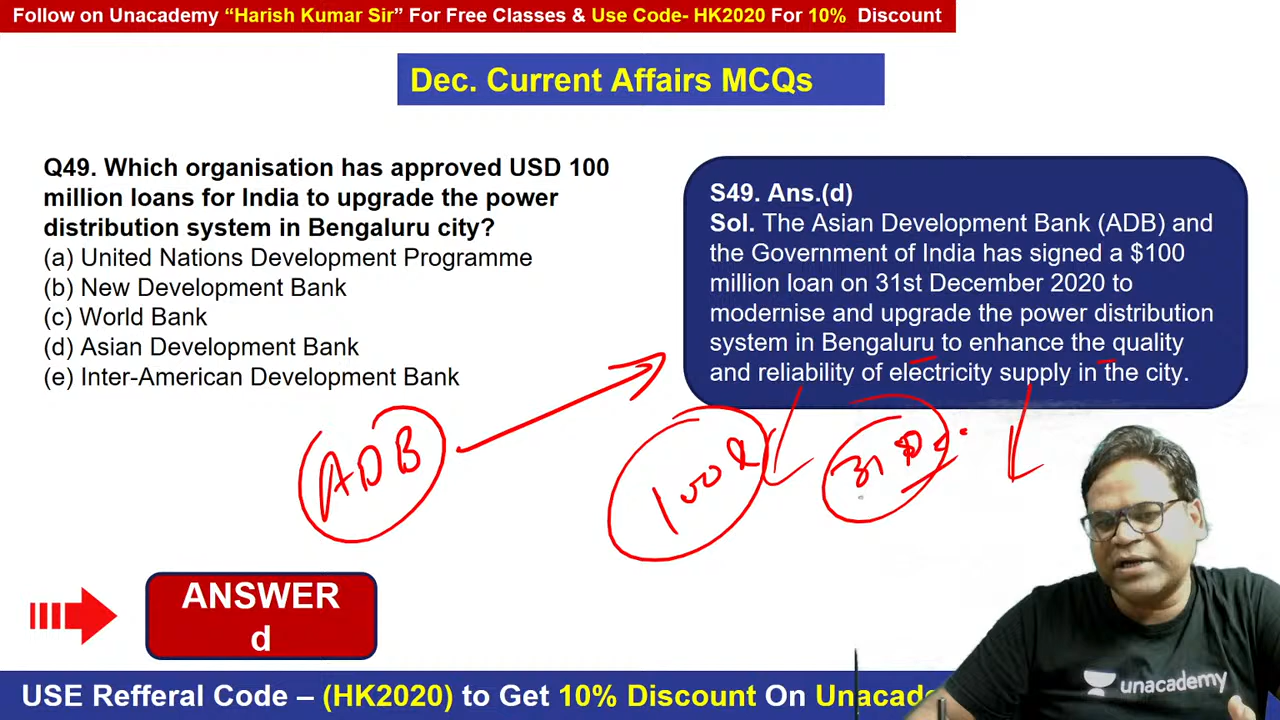 Follow on Unacademy “Harish Kumar Sir” For Free Classes & Use Code- HK2020 For 10% Discount
Dec. Current Affairs MCQs
Q49. Which organisation has approved USD 100
million loans for India to upgrade the power
distribution system in Bengaluru city?
(a) United Nations Development Programme
(b) New Development Bank
(c) World Bank
(d) Asian Development Bank
(e) Inter-American Development Bank
S49. Ans.(d)
Sol. The Asian Development Bank (ADB) and
the Government of India has signed a $100
million loan on 31st December 2020 to
modernise and upgrade the power distribution
system in Bengaluru to enhance the quality
and reliability of electricity supply in the city.
ADB
31
ANSWER
d
unacademy
USE Refferal Code – (HK2020) to Get 10% Discount On